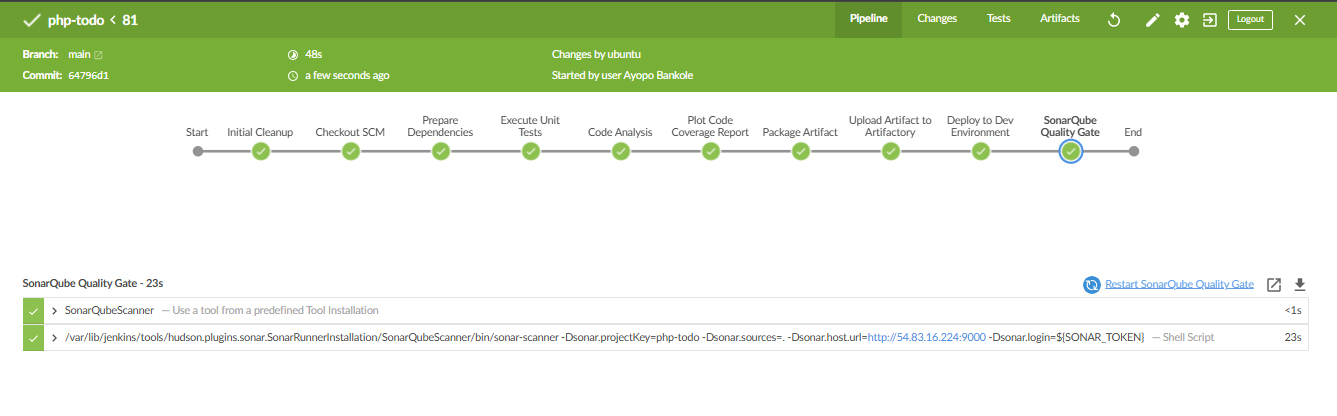 php-todo < 81
Pipeline
Changes
Tests
Artifacts
Logout
Branch: main
48s
Changes by ubuntu
Commit: 64796d1
a few seconds ago
Started by user Ayopo Bankole
Start
Initial Cleanup
Checkout SCM
Prepare
Dependencies
Execute Unit
Tests
Code Analysis
Plot Code
Coverage Report
Package Artifact
Upload Artifact to
Artifactory
Deploy to Dev
Environment
SonarQube
Quality Gate
End
SonarQube Quality Gate - 23s
Restart SonarQube Quality Gate
SonarQubeScanner — Use a tool from a predefined Tool Installation
<1s
/var/lib/jenkins/tools/hudson.plugins.sonar.SonarRunnerInstallation/SonarQubeScanner/bin/sonar-scanner -Dsonar.projectKey=php-todo -Dsonar.sources=. -Dsonar.host.url=http://54.83.16.224:9000 -Dsonar.login=${SONAR_TOKEN} — Shell Script
23s